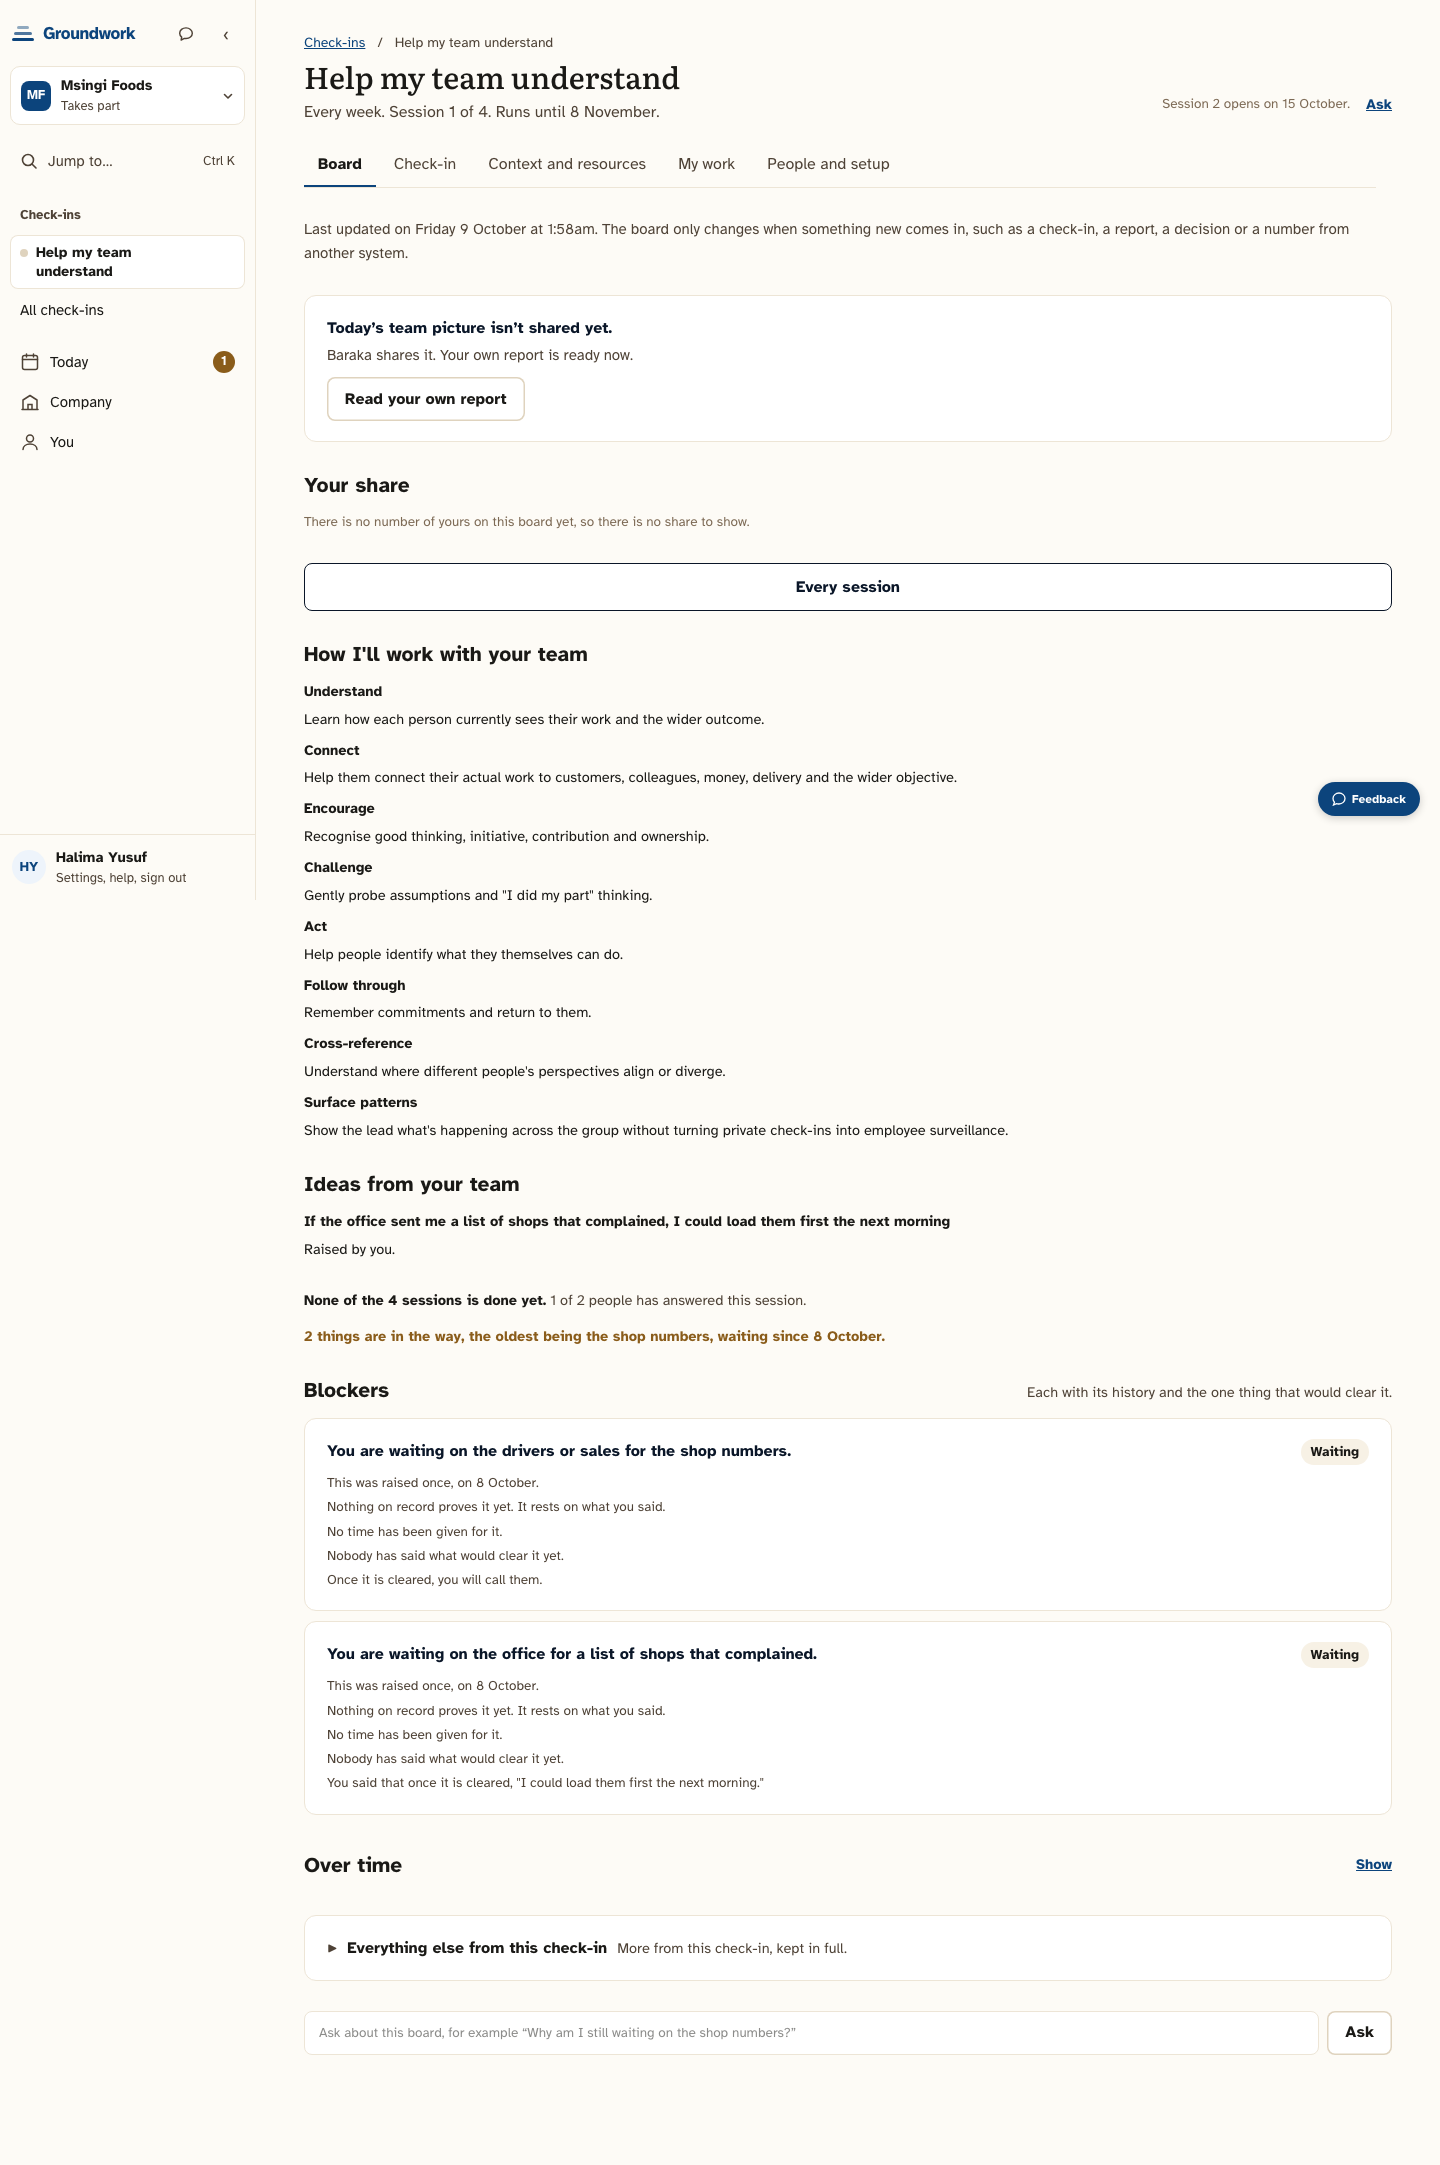 Groundwork
MF
Msingi Foods
Takes part
Jump to...
Ctrl K
Check-ins
Help my team
understand
All check-ins
Today
1
Company
You
HY
Halima Yusuf
Settings, help, sign out
Check-ins / Help my team understand
Help my team understand
Every week. Session 1 of 4. Runs until 8 November.
Session 2 opens on 15 October. Ask
Board
Check-in
Context and resources
My work
People and setup
Last updated on Friday 9 October at 1:58am. The board only changes when something new comes in, such as a check-in, a report, a decision or a number from
another system.
Today’s team picture isn’t shared yet.
Baraka shares it. Your own report is ready now.
Read your own report
Your share
There is no number of yours on this board yet, so there is no share to show.
Every session
How I'll work with your team
Understand
Learn how each person currently sees their work and the wider outcome.
Connect
Help them connect their actual work to customers, colleagues, money, delivery and the wider objective.
Feedback
Encourage
Recognise good thinking, initiative, contribution and ownership.
Challenge
Gently probe assumptions and "I did my part" thinking.
Act
Help people identify what they themselves can do.
Follow through
Remember commitments and return to them.
Cross-reference
Understand where different people's perspectives align or diverge.
Surface patterns
Show the lead what's happening across the group without turning private check-ins into employee surveillance.
Ideas from your team
If the office sent me a list of shops that complained, I could load them first the next morning
Raised by you.
None of the 4 sessions is done yet. 1 of 2 people has answered this session.
2 things are in the way, the oldest being the shop numbers, waiting since 8 October.
Blockers
Each with its history and the one thing that would clear it.
You are waiting on the drivers or sales for the shop numbers.
Waiting
This was raised once, on 8 October.
Nothing on record proves it yet. It rests on what you said.
No time has been given for it.
Nobody has said what would clear it yet.
Once it is cleared, you will call them.
You are waiting on the office for a list of shops that complained.
Waiting
This was raised once, on 8 October.
Nothing on record proves it yet. It rests on what you said.
No time has been given for it.
Nobody has said what would clear it yet.
You said that once it is cleared, "I could load them first the next morning."
Over time
Show
Everything else from this check-in More from this check-in, kept in full.
Ask about this board, for example “Why am I still waiting on the shop numbers?”
Ask